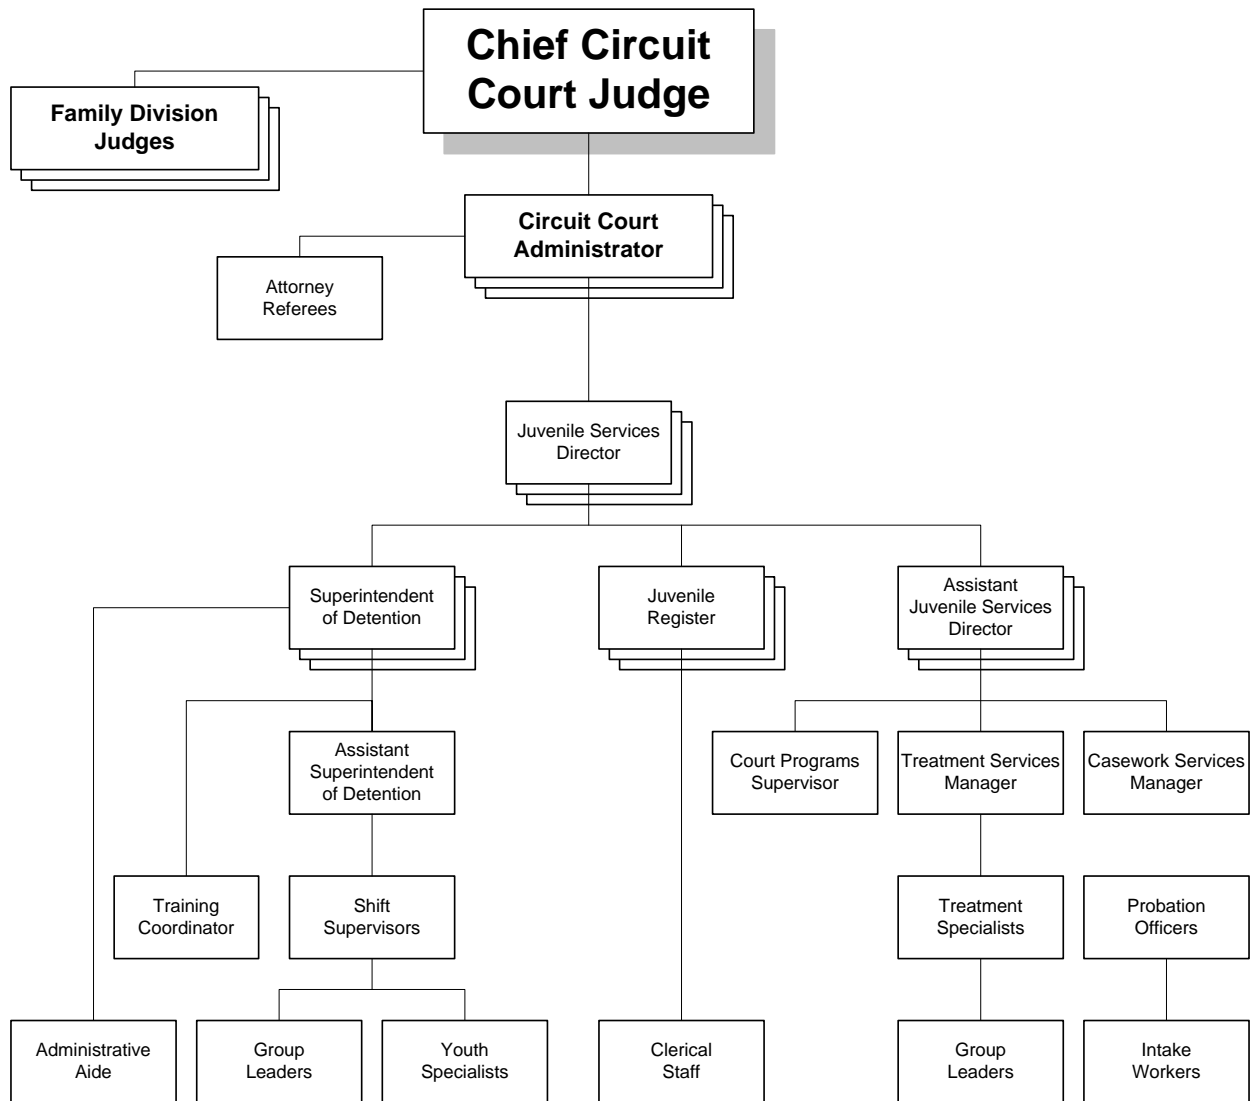 Chief Circuit
Court Judge
Family Division
Judges
Circuit Court
Administrator
Attorney
Referees
Juvenile Services
Director
Superintendent
of Detention
Juvenile
Register
Assistant
Juvenile Services
Director
Assistant
Superintendent
of Detention
Court Programs
Supervisor
Treatment Services
Manager
Casework Services
Manager
Training
Coordinator
Shift
Supervisors
Treatment
Specialists
Probation
Officers
Administrative
Aide
Group
Leaders
Youth
Specialists
Clerical
Staff
Group
Leaders
Intake
Workers